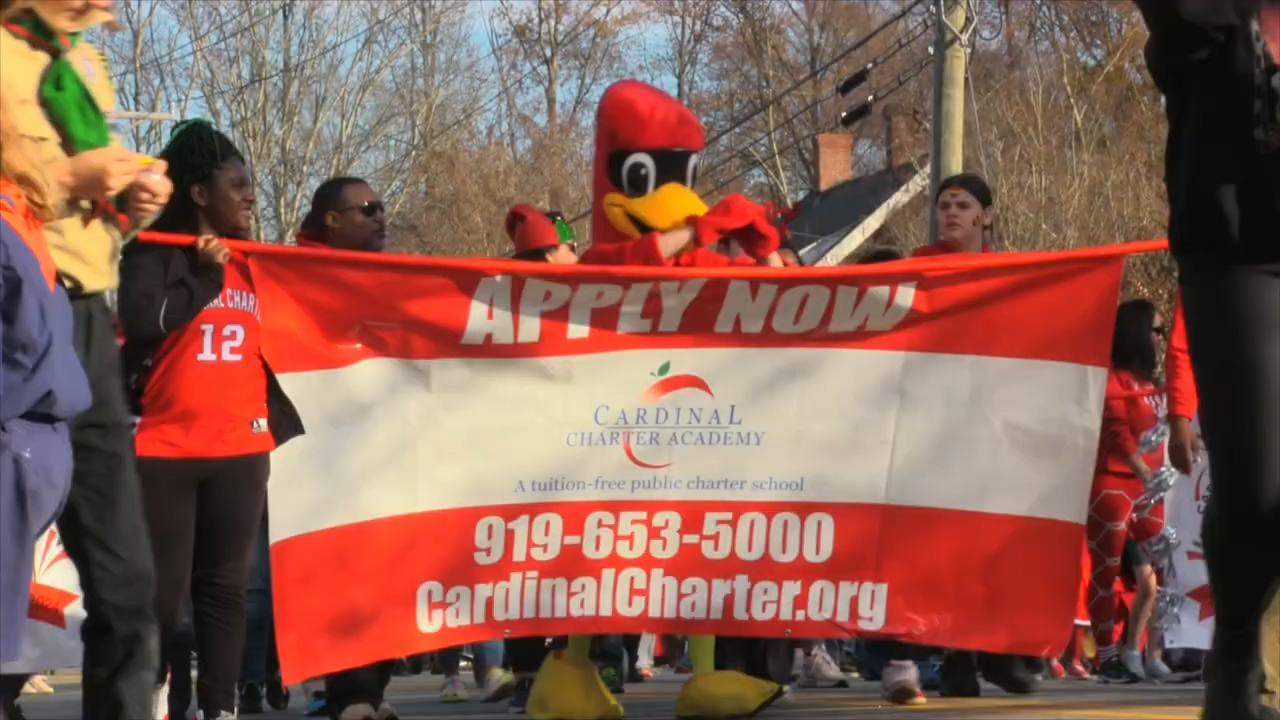 APPLY NOW
CARDINAL
CHARTER ACADEMY
A tuition-free public charter school
919-653-5000
CardinalCharter.org
12